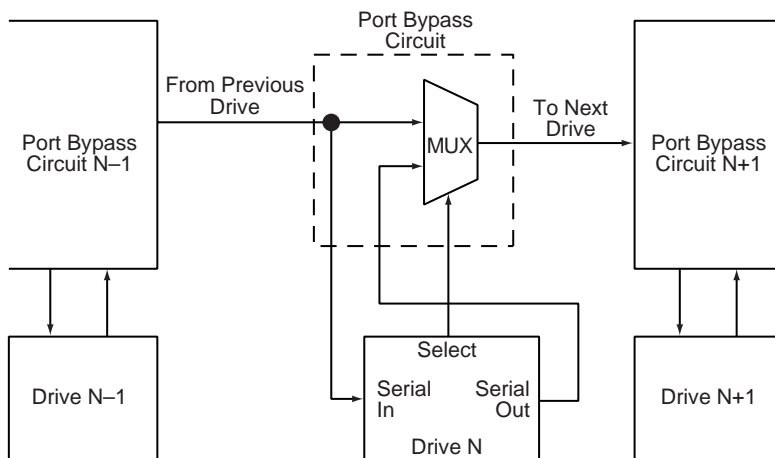 Port Bypass
Circuit
From Previous
Drive
To Next
Drive
Port Bypass
Circuit N–1
MUX
Port Bypass
Circuit N+1
Select
Drive N–1
Serial
In
Serial
Out
Drive N
Drive N+1